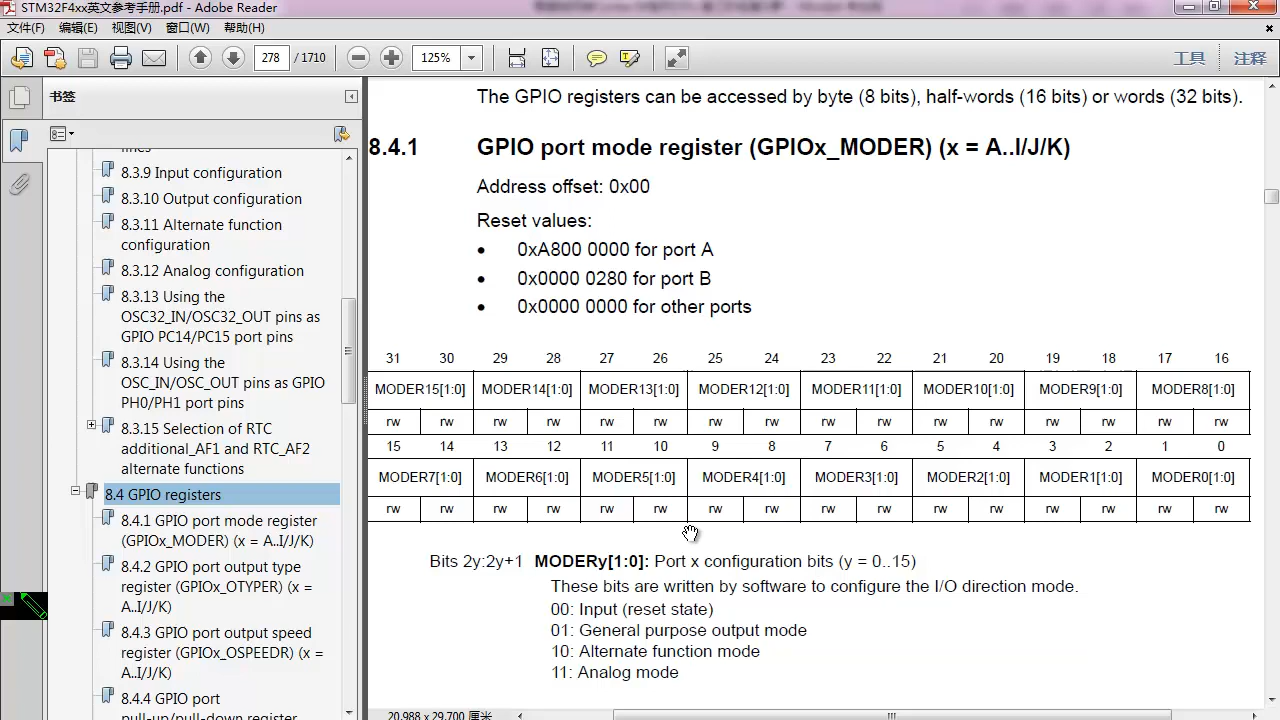 STM32F4xx英文参考手册.pdf - Adobe Reader
文件(F) 编辑(E) 视图(V) 窗口(W) 帮助(H)
278 / 1710 125% 工具 注释
书签
lines
8.3.9 Input configuration
8.3.10 Output configuration
8.3.11 Alternate function
configuration
8.3.12 Analog configuration
8.3.13 Using the
OSC32_IN/OSC32_OUT pins as
GPIO PC14/PC15 port pins
8.3.14 Using the
OSC_IN/OSC_OUT pins as GPIO
PH0/PH1 port pins
8.3.15 Selection of RTC
additional_AF1 and RTC_AF2
alternate functions
8.4 GPIO registers
8.4.1 GPIO port mode register
(GPIOx_MODER) (x = A..I/J/K)
8.4.2 GPIO port output type
register (GPIOx_OTYPER) (x =
A..I/J/K)
8.4.3 GPIO port output speed
register (GPIOx_OSPEEDR) (x =
A..I/J/K)
8.4.4 GPIO port
pull-up/pull-down register
The GPIO registers can be accessed by byte (8 bits), half-words (16 bits) or words (32 bits).
8.4.1 GPIO port mode register (GPIOx_MODER) (x = A..I/J/K)
Address offset: 0x00
Reset values:
• 0xA800 0000 for port A
• 0x0000 0280 for port B
• 0x0000 0000 for other ports
31 30 29 28 27 26 25 24 23 22 21 20 19 18 17 16
MODER15[1:0] MODER14[1:0] MODER13[1:0] MODER12[1:0] MODER11[1:0] MODER10[1:0] MODER9[1:0] MODER8[1:0]
rw rw rw rw rw rw rw rw rw rw rw rw rw rw rw rw
15 14 13 12 11 10 9 8 7 6 5 4 3 2 1 0
MODER7[1:0] MODER6[1:0] MODER5[1:0] MODER4[1:0] MODER3[1:0] MODER2[1:0] MODER1[1:0] MODER0[1:0]
rw rw rw rw rw rw rw rw rw rw rw rw rw rw rw rw
Bits 2y:2y+1 MODERy[1:0]: Port x configuration bits (y = 0..15)
These bits are written by software to configure the I/O direction mode.
00: Input (reset state)
01: General purpose output mode
10: Alternate function mode
11: Analog mode
20.988 x 29.700 厘米